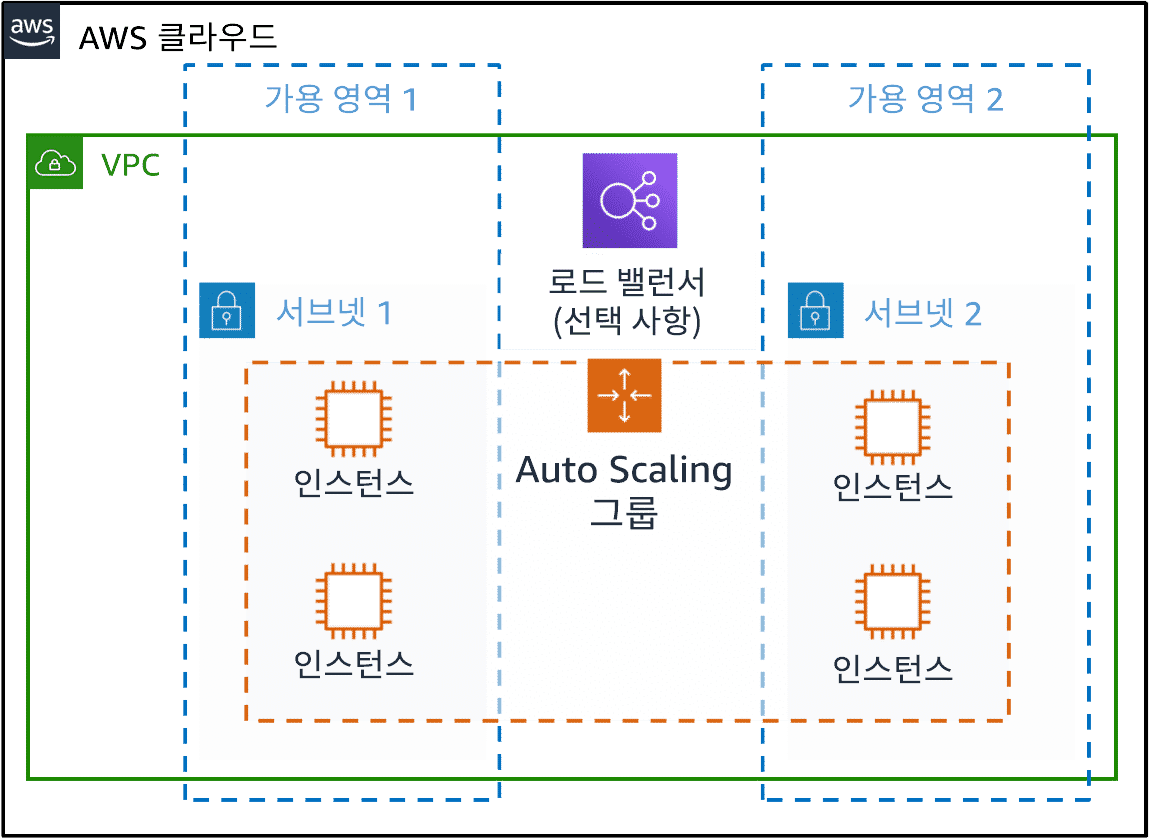 aws
AWS 클라우드
가용 영역 1
가용 영역 2
VPC
로드 밸런서
(선택 사항)
서브넷 1
서브넷 2
Auto Scaling
그룹
인스턴스
인스턴스
인스턴스
인스턴스